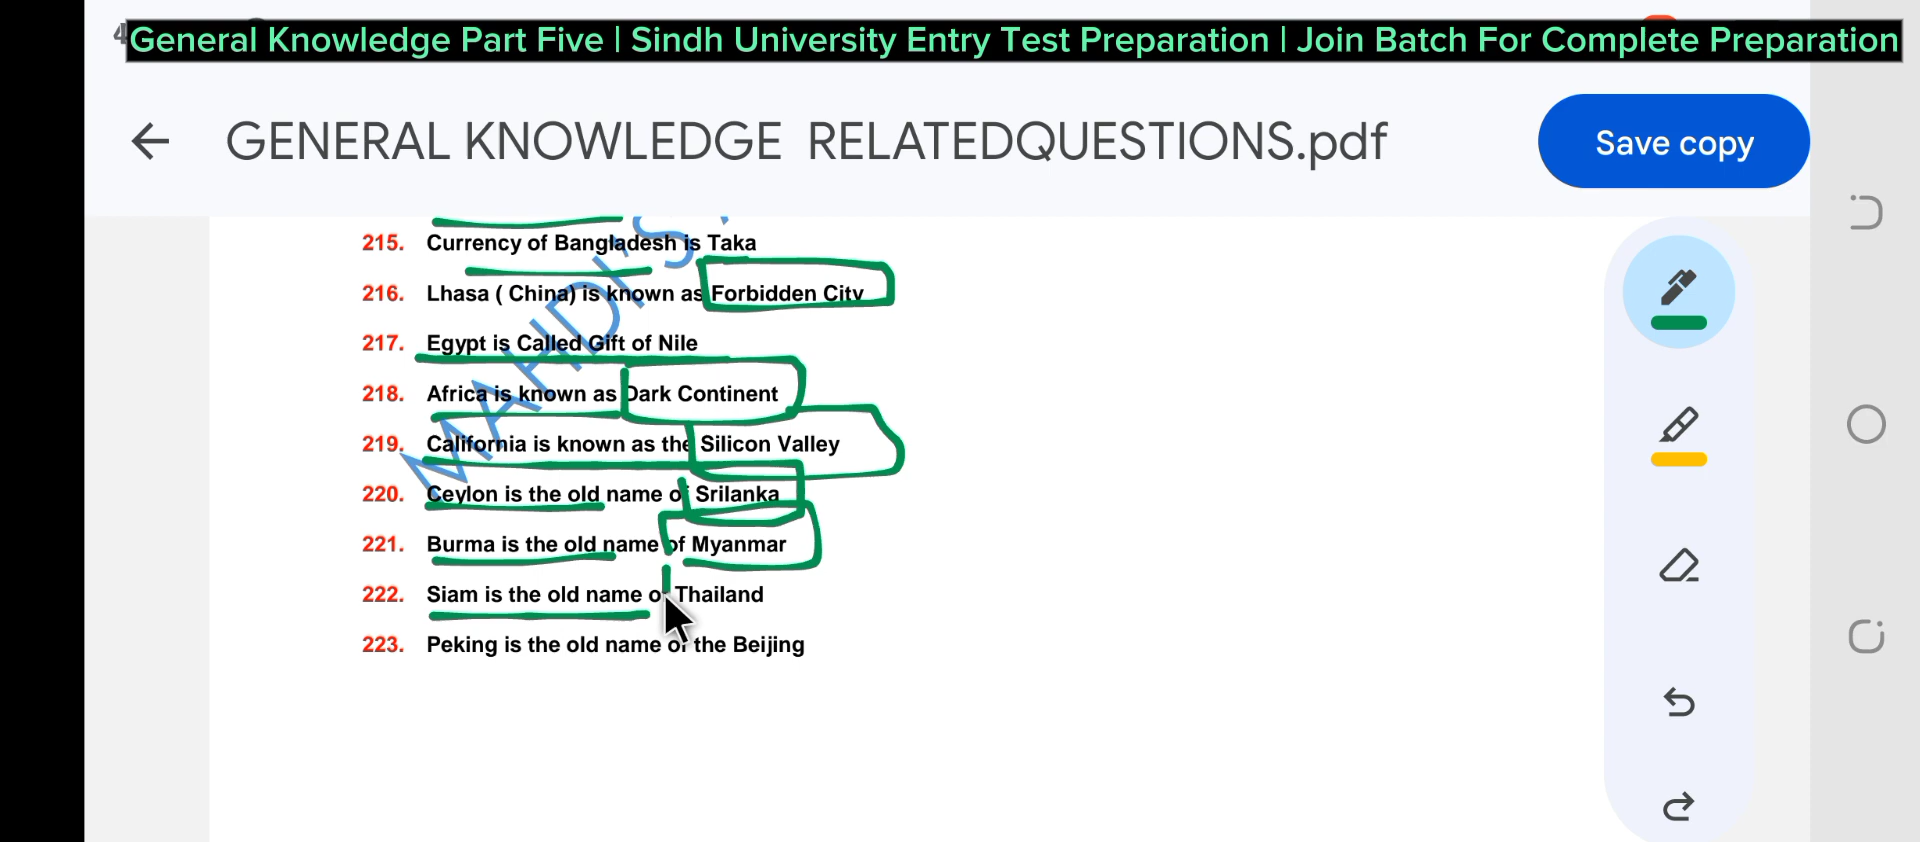 General Knowledge Part Five | Sindh University Entry Test Preparation | Join Batch For Complete Preparation
GENERAL KNOWLEDGE RELATEDQUESTIONS.pdf
Save copy
215. Currency of Bangladesh is Taka
216. Lhasa ( China) is known as Forbidden City
217. Egypt is Called Gift of Nile
218. Africa is known as Dark Continent
219. California is known as the Silicon Valley
220. Ceylon is the old name of Srilanka
221. Burma is the old name of Myanmar
222. Siam is the old name of Thailand
223. Peking is the old name of the Beijing
MAHDI'S